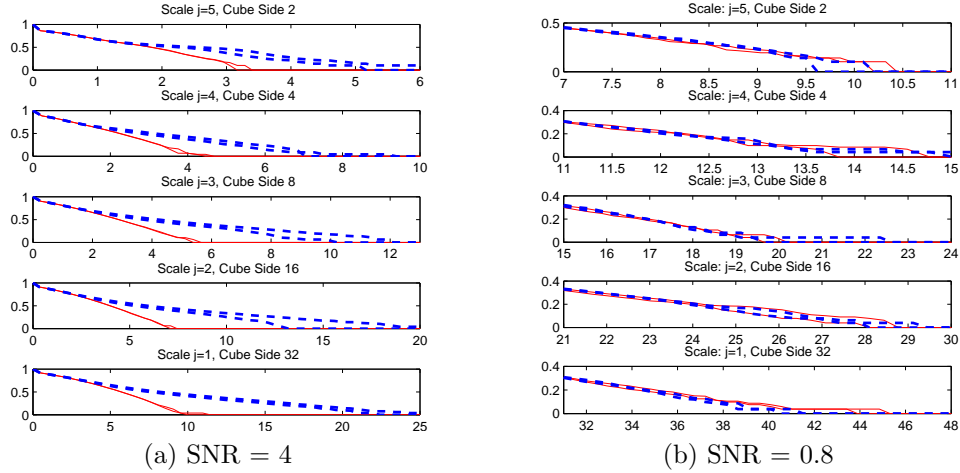 Scale j=5, Cube Side 2
1
0.5
0
0 1 2 3 4 5 6
Scale j=4, Cube Side 4
1
0.5
0
0 2 4 6 8 10
Scale j=3, Cube Side 8
1
0.5
0
0 2 4 6 8 10 12
Scale j=2, Cube Side 16
1
0.5
0
0 5 10 15 20
Scale j=1, Cube Side 32
1
0.5
0
0 5 10 15 20 25
(a) SNR = 4
Scale: j=5, Cube Side 2
0.5
0
7 7.5 8 8.5 9 9.5 10 10.5 11
Scale: j=4, Cube Side 4
0.4
0.2
0
11 11.5 12 12.5 13 13.5 14 14.5 15
Scale: j=3, Cube Side 8
0.4
0.2
0
15 16 17 18 19 20 21 22 23 24
Scale: j=2, Cube Side 16
0.4
0.2
0
21 22 23 24 25 26 27 28 29 30
Scale: j=1, Cube Side 32
0.4
0.2
0
32 34 36 38 40 42 44 46 48
(b) SNR = 0.8